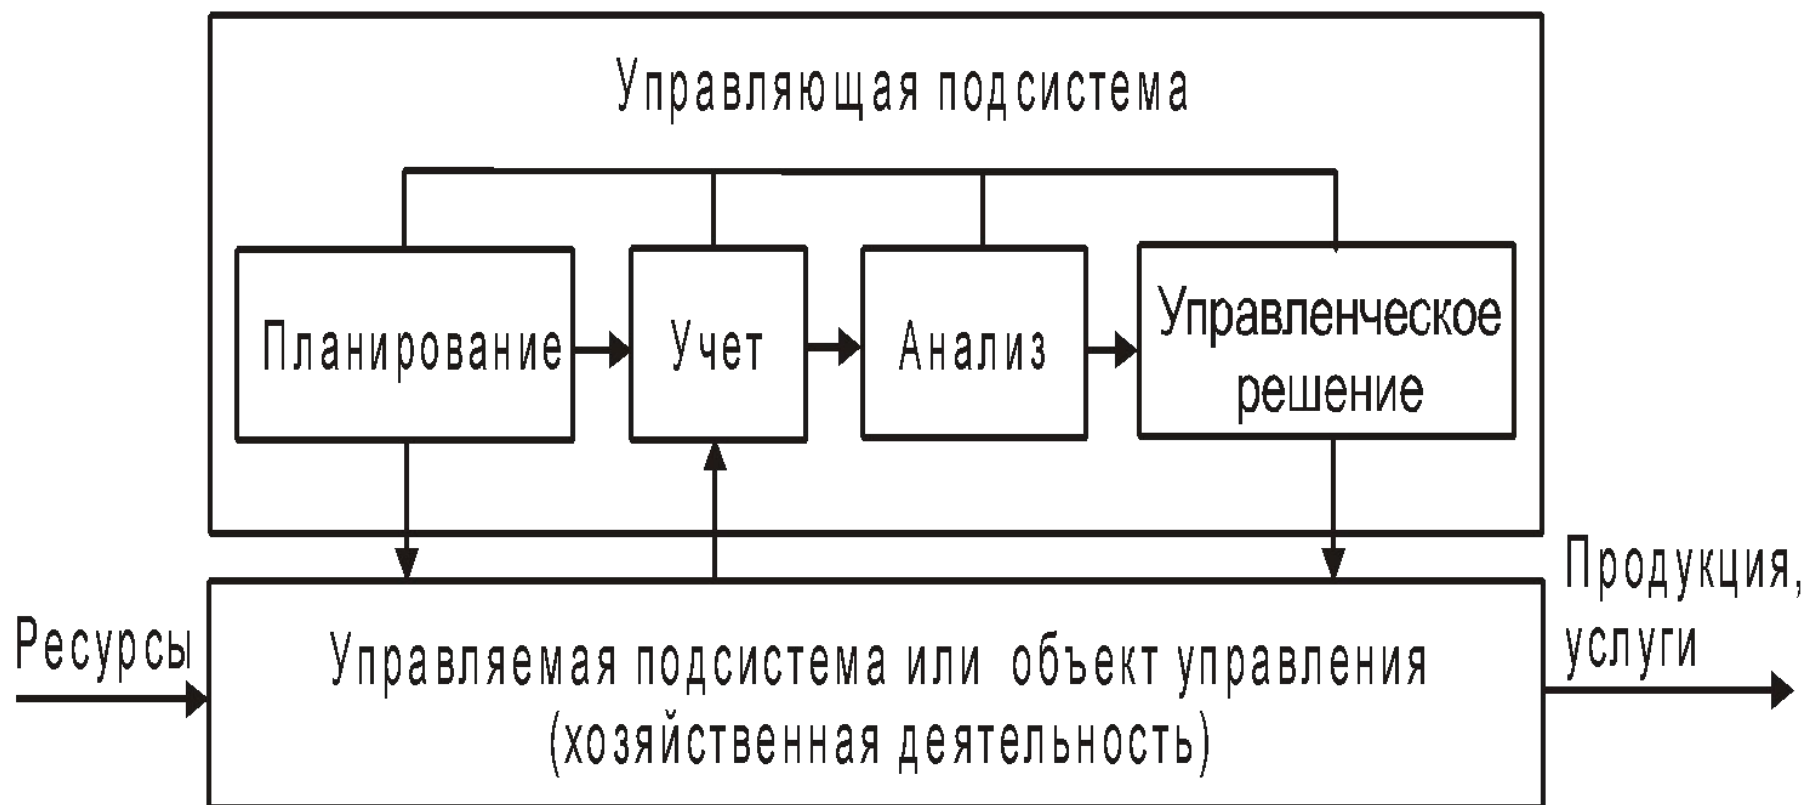 Управляющая подсистема
Планирование
Учет
Анализ
Управленческое
решение
Ресурсы
Управляемая подсистема или объект управления
(хозяйственная деятельность)
Продукция,
услуги